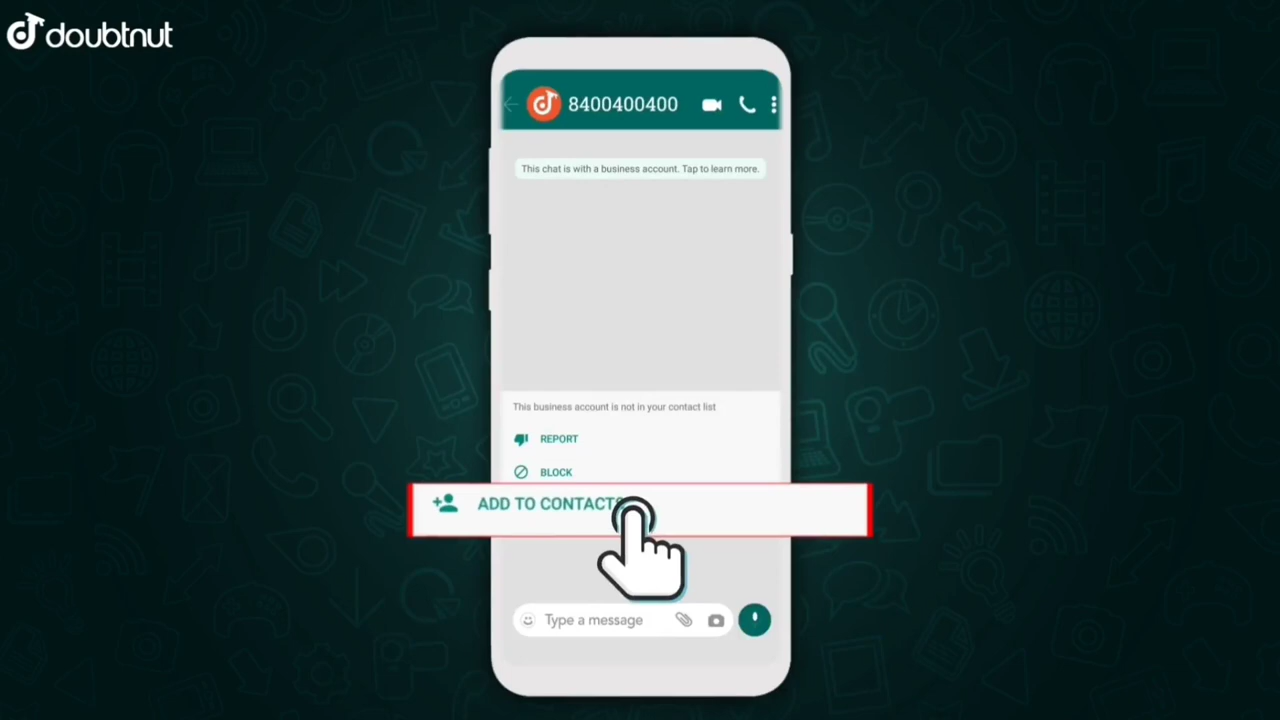 doubtnut
8400400400
This chat is with a business account. Tap to learn more.
This business account is not in your contact list
REPORT
BLOCK
ADD TO CONTACTS
Type a message